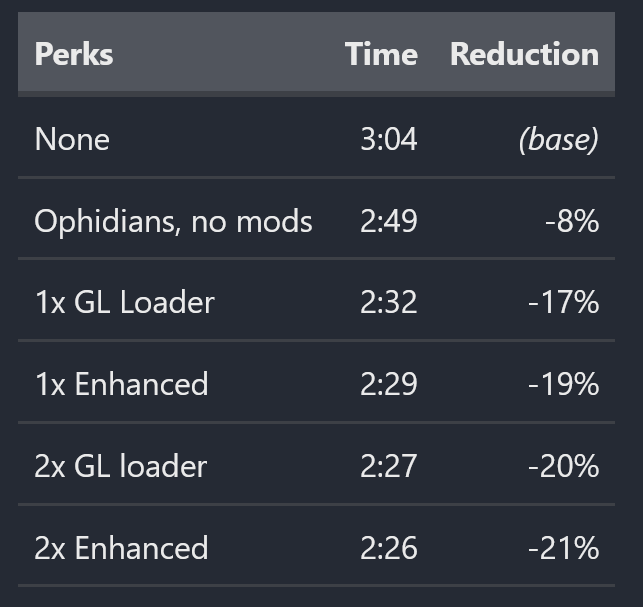 Perks Time Reduction
None 3:04 (base)
Ophidians, no mods 2:49 -8%
1x GL Loader 2:32 -17%
1x Enhanced 2:29 -19%
2x GL loader 2:27 -20%
2x Enhanced 2:26 -21%